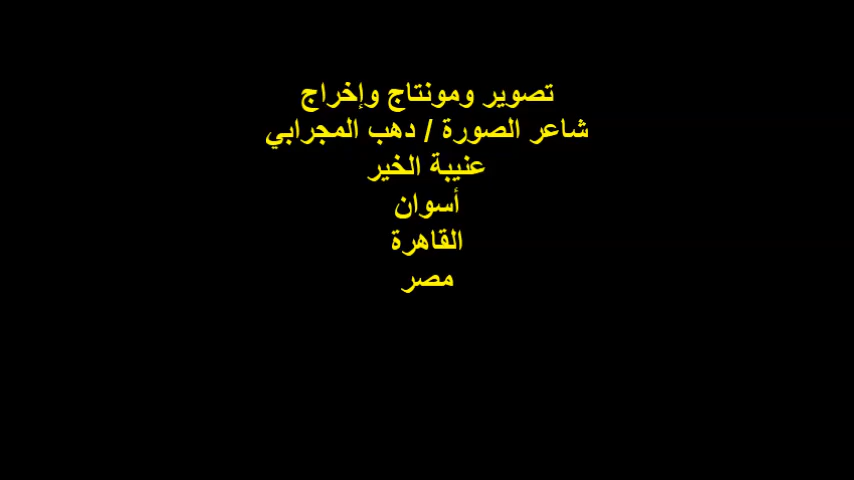 تصوير ومونتاج وإخراج
شاعر الصورة / دهب المجرابي
عنيبة الخير
أسوان
القاهرة
مصر